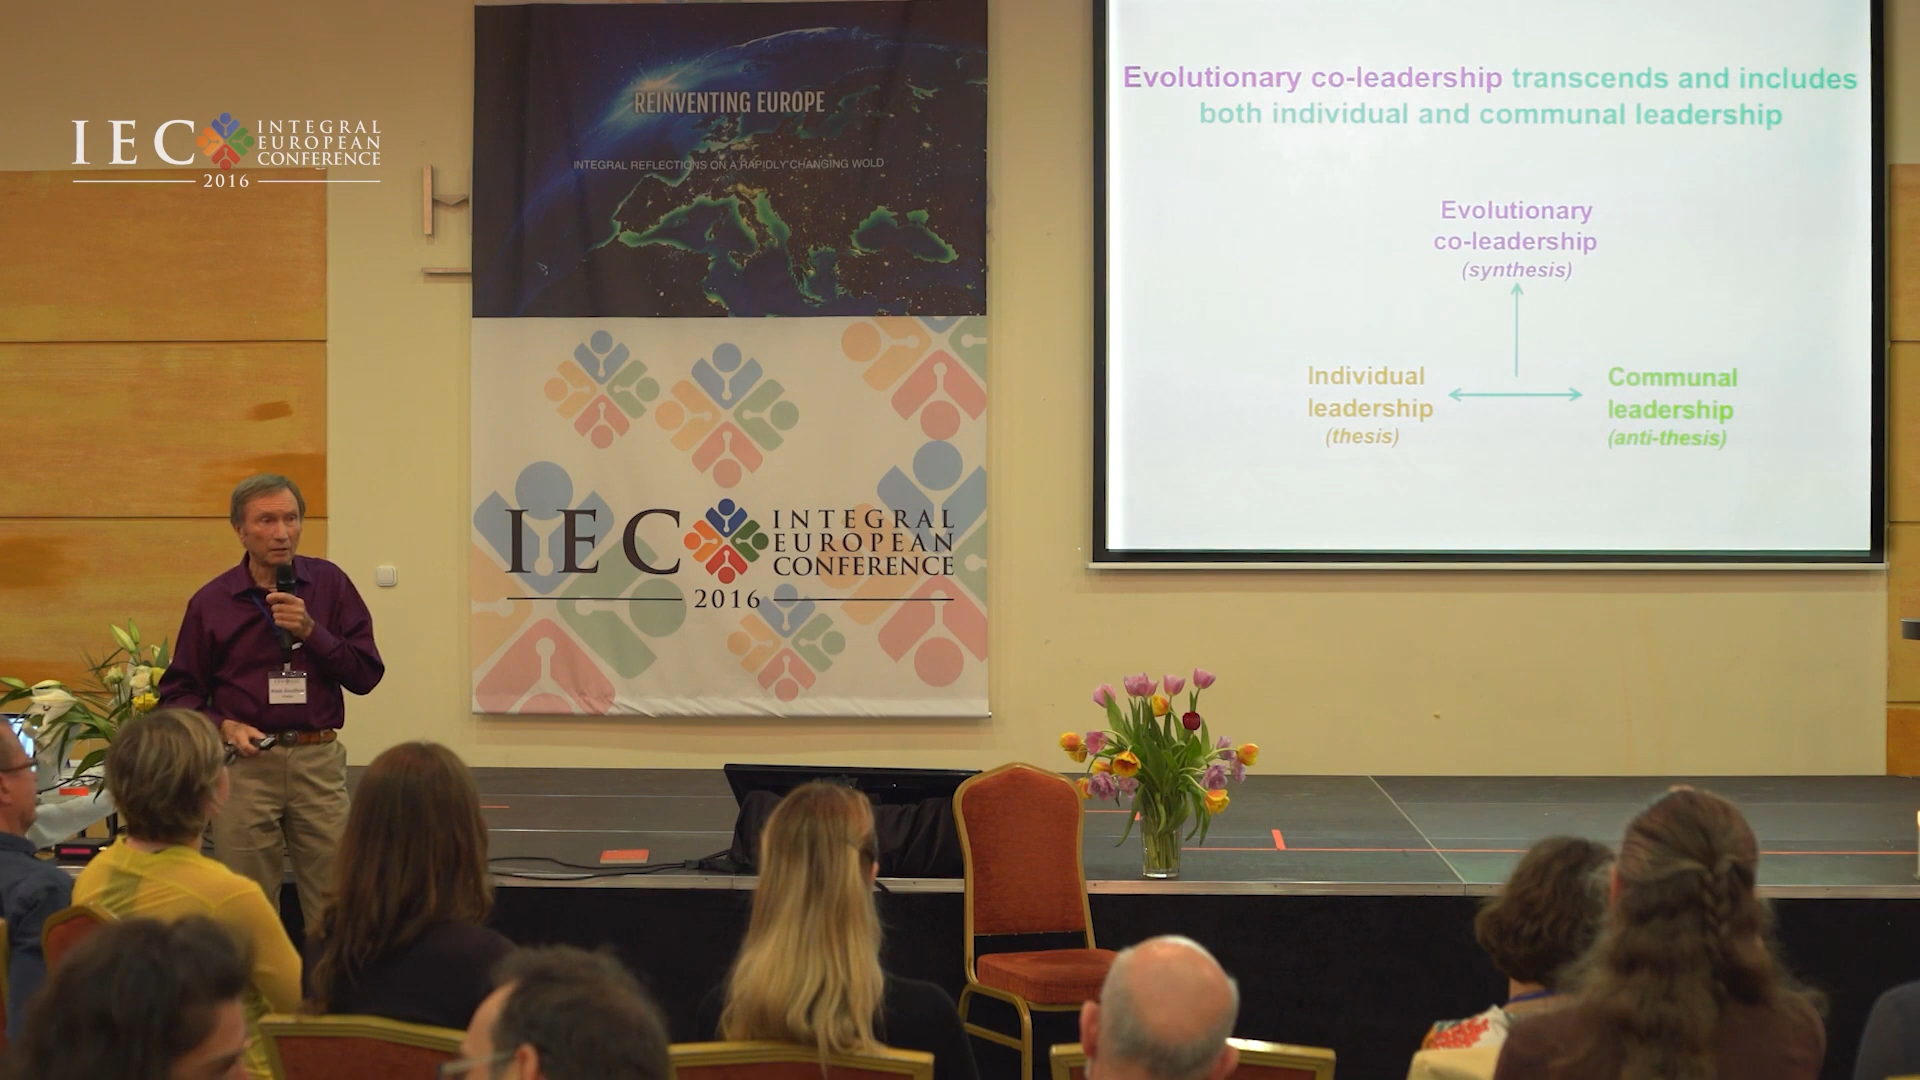 IEC INTEGRAL
EUROPEAN
CONFERENCE
2016
REINVENTING EUROPE
INTEGRAL REFLECTIONS ON A RAPIDLY CHANGING WOLD
IEC INTEGRAL
EUROPEAN
CONFERENCE
2016
Evolutionary co-leadership transcends and includes
both individual and communal leadership
Evolutionary
co-leadership
(synthesis)
Individual
leadership
(thesis)
Communal
leadership
(anti-thesis)